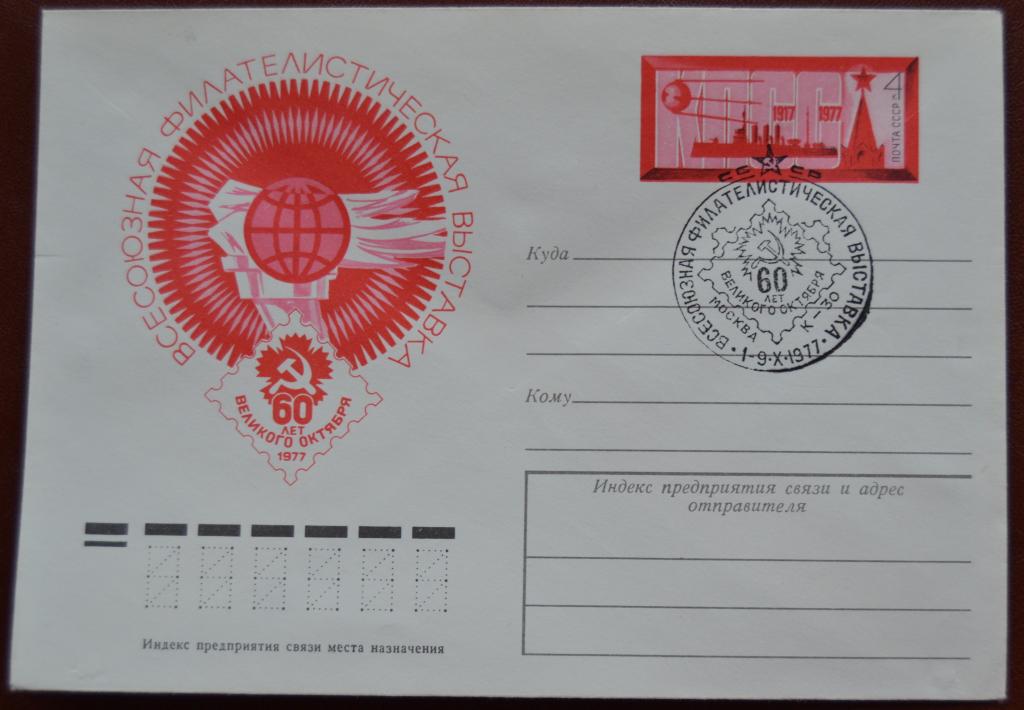 ВСЕСОЮЗНАЯ ФИЛАТЕЛИСТИЧЕСКАЯ ВЫСТАВКА
60
ЛЕТ
ВЕЛИКОГО ОКТЯБРЯ
1977
КПСС
1917 1977
4
ПОЧТА СССР К
СССР
ВСЕСОЮЗНАЯ ФИЛАТЕЛИСТИЧЕСКАЯ ВЫСТАВКА
60
ЛЕТ
ВЕЛИКОГО ОКТЯБРЯ
МОСКВА К-30
1-9·X·1977
Куда
Кому
Индекс предприятия связи и адрес
отправителя
Индекс предприятия связи места назначения